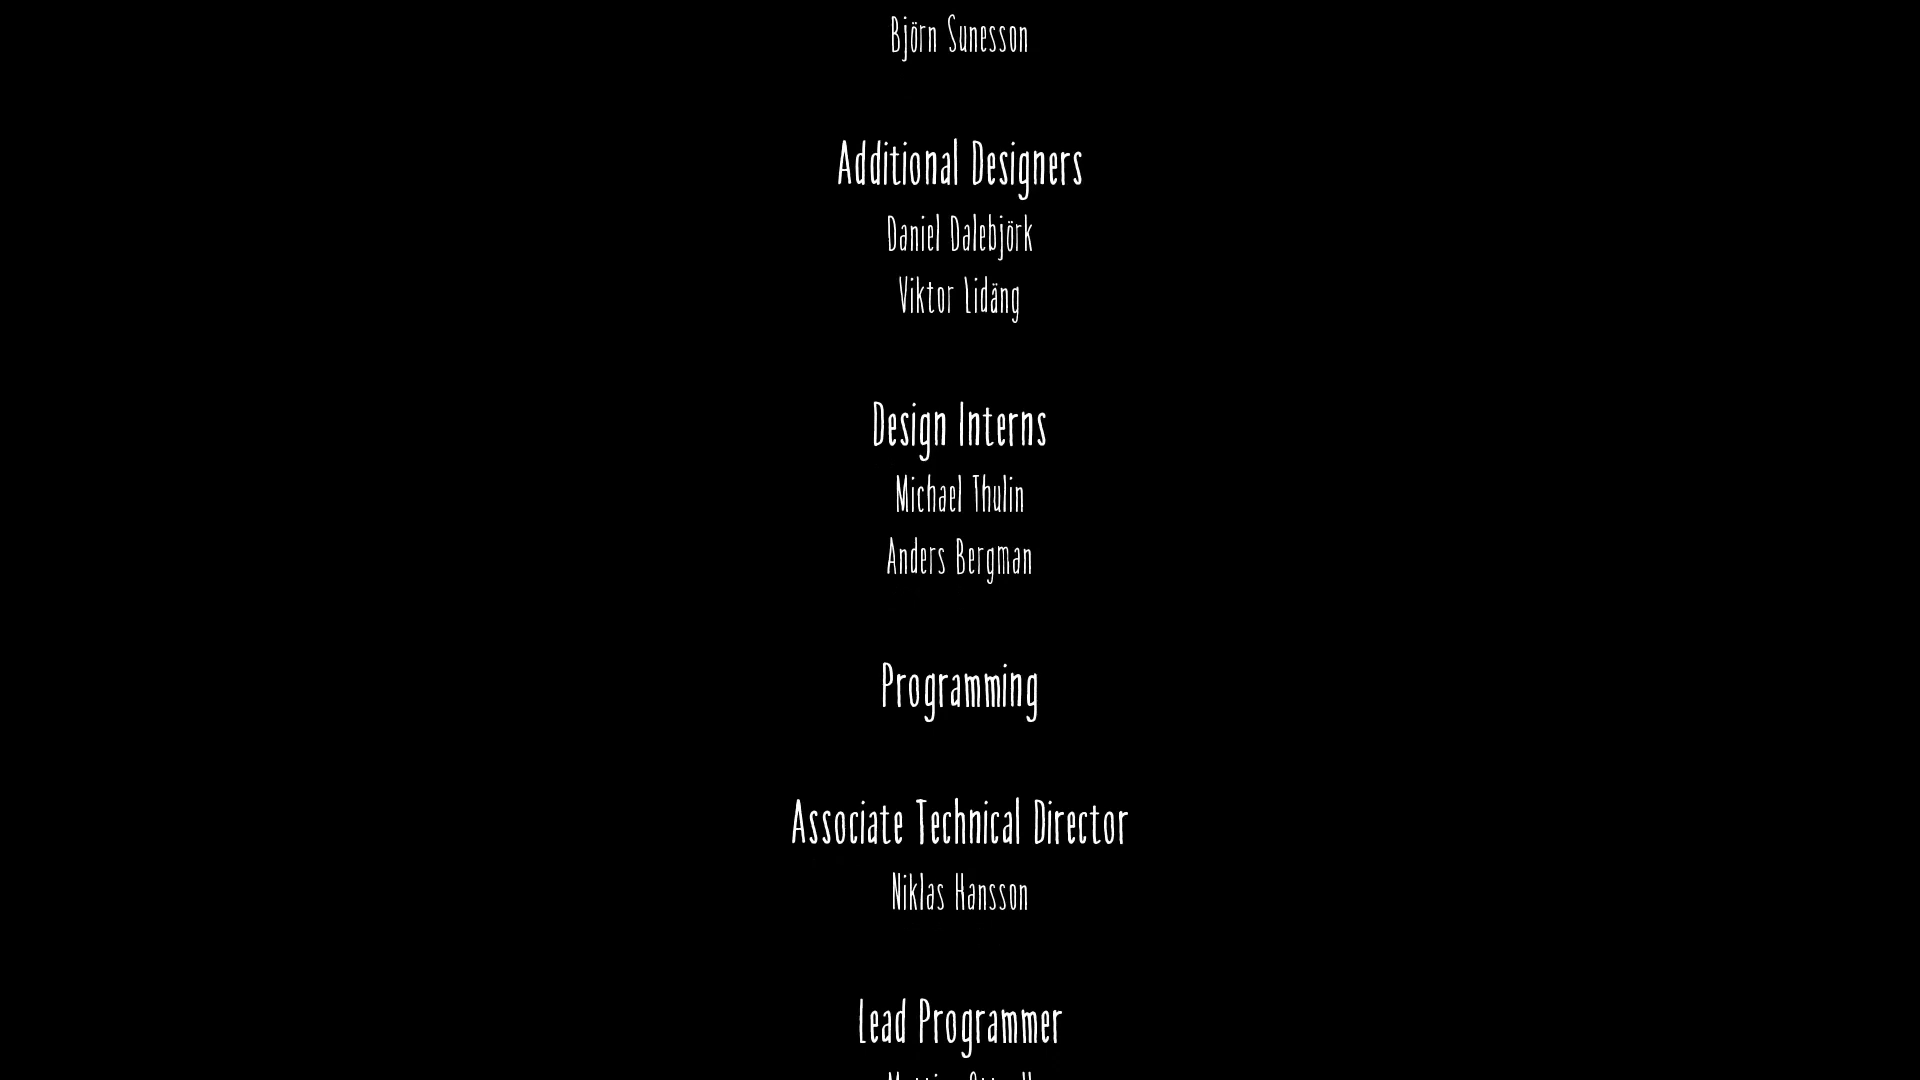 Björn Sunesson
Additional Designers
Daniel Dalebjörk
Viktor Lidäng
Design Interns
Michael Thulin
Anders Bergman
Programming
Associate Technical Director
Niklas Hansson
Lead Programmer